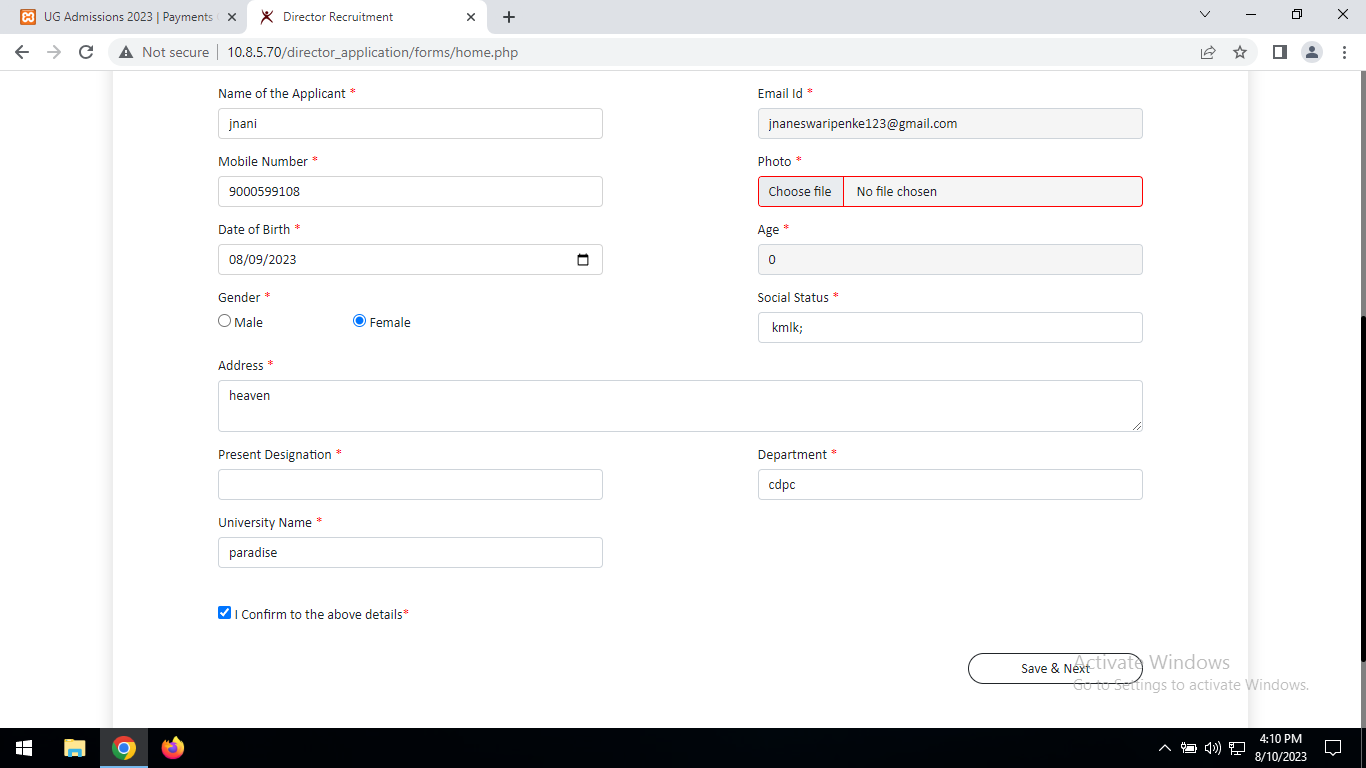 UG Admissions 2023 | Payments
Director Recruitment
Not secure
10.8.5.70/director_application/forms/home.php
Name of the Applicant *
Email Id *
jnani
jnaneswaripenke123@gmail.com
Mobile Number *
Photo *
9000599108
Choose file No file chosen
Date of Birth *
Age *
08/09/2023
0
Gender *
Social Status *
Male Female
kmlk;
Address *
heaven
Present Designation *
Department *
cdpc
University Name *
paradise
I Confirm to the above details*
Save & Next
Activate Windows
Go to Settings to activate Windows.
4:10 PM
8/10/2023